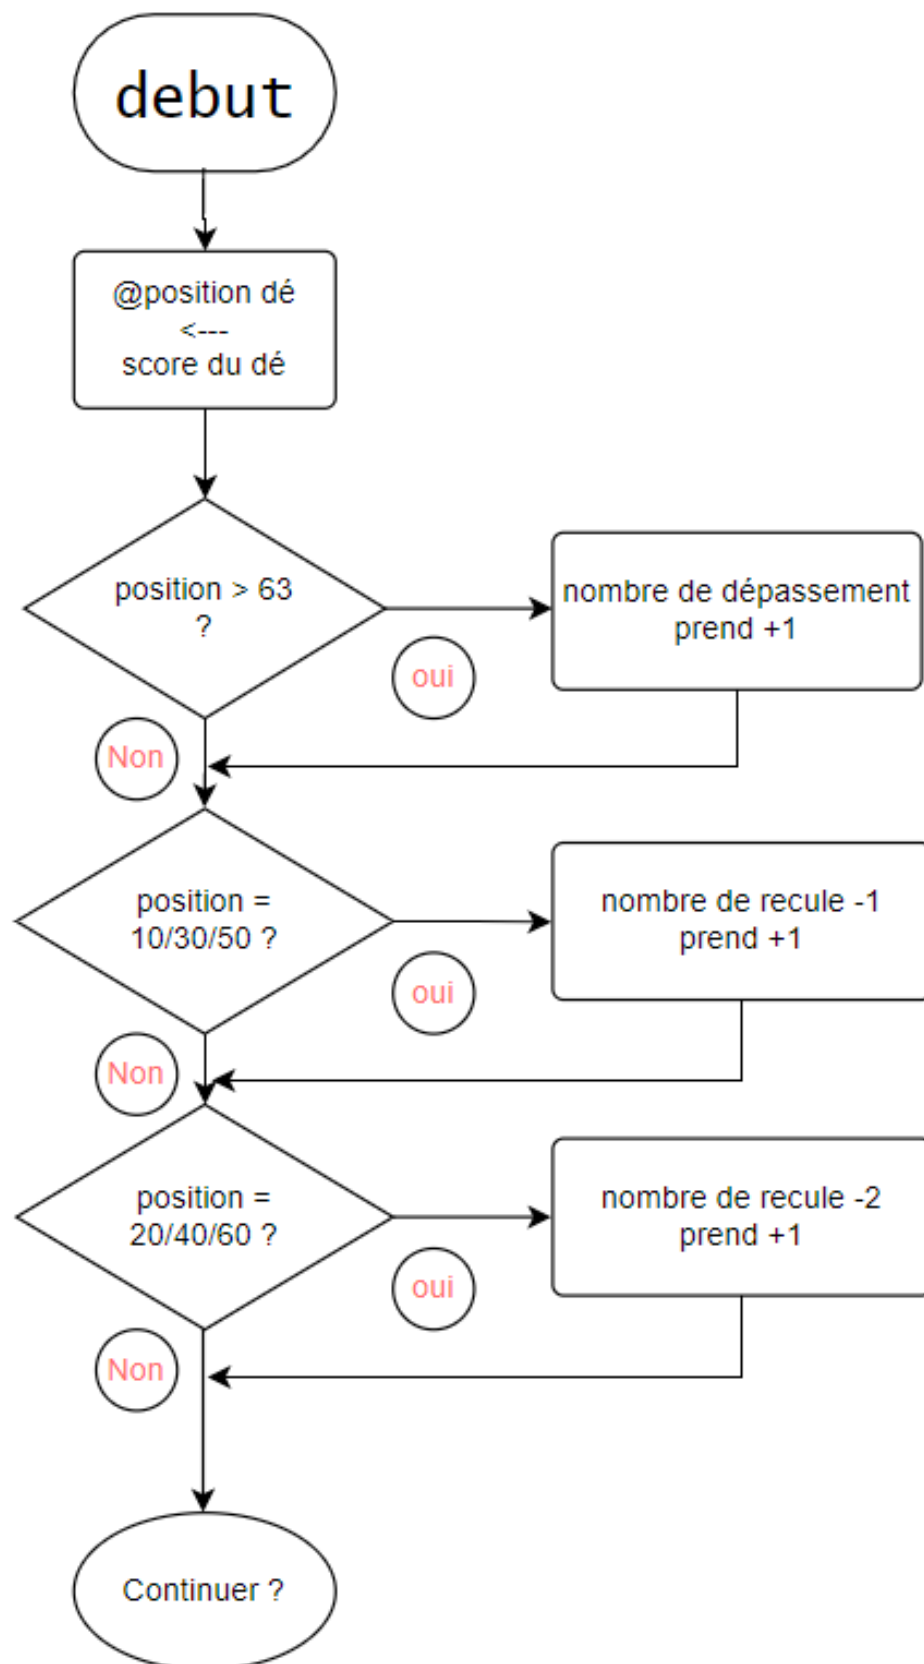 debut
@position dé
<---
score du dé
position > 63
?
nombre de dépassement
prend +1
oui
Non
position =
10/30/50 ?
nombre de recule -1
prend +1
oui
Non
position =
20/40/60 ?
nombre de recule -2
prend +1
oui
Non
Continuer ?